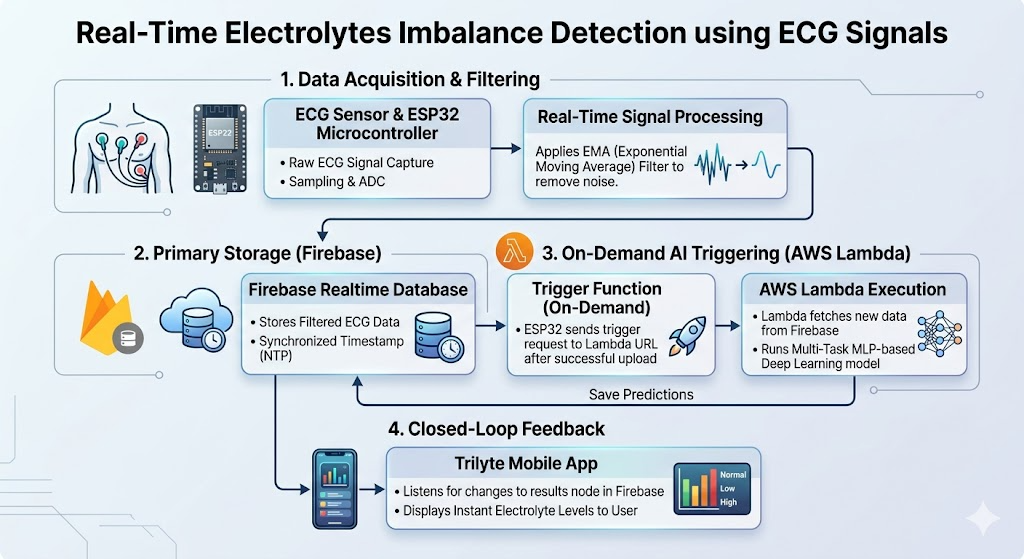 Real-Time Electrolytes Imbalance Detection using ECG Signals
1. Data Acquisition & Filtering
ESP22
ECG Sensor & ESP32
Microcontroller
• Raw ECG Signal Capture
• Sampling & ADC
Real-Time Signal Processing
Applies EMA (Exponential
Moving Average) Filter to
remove noise.
2. Primary Storage (Firebase)
Firebase Realtime Database
• Stores Filtered ECG Data
• Synchronized Timestamp
(NTP)
3. On-Demand AI Triggering (AWS Lambda)
Trigger Function
(On-Demand)
• ESP32 sends trigger
request to Lambda URL
after successful upload
AWS Lambda Execution
• Lambda fetches new data
from Firebase
• Runs Multi-Task MLP-based
Deep Learning model
Save Predictions
4. Closed-Loop Feedback
Trilyte Mobile App
• Listens for changes to results node in Firebase
• Displays Instant Electrolyte Levels to User
Normal
Low
High